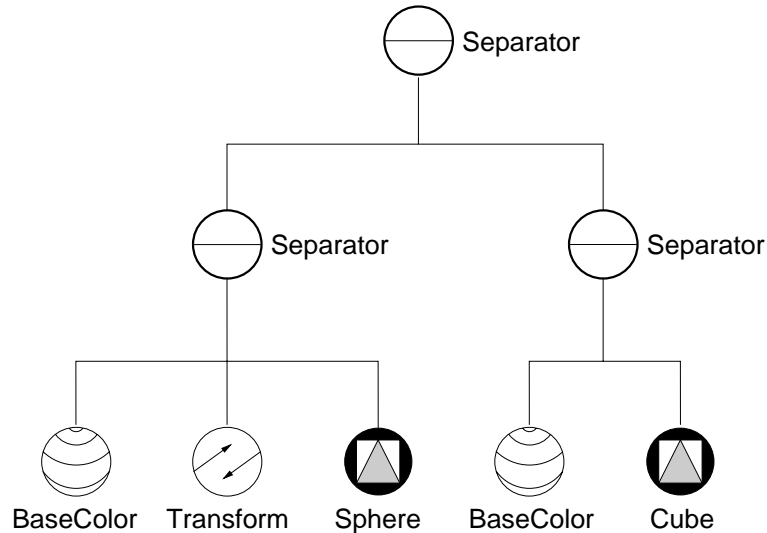 Separator
Separator
Separator
BaseColor
Transform
Sphere
BaseColor
Cube